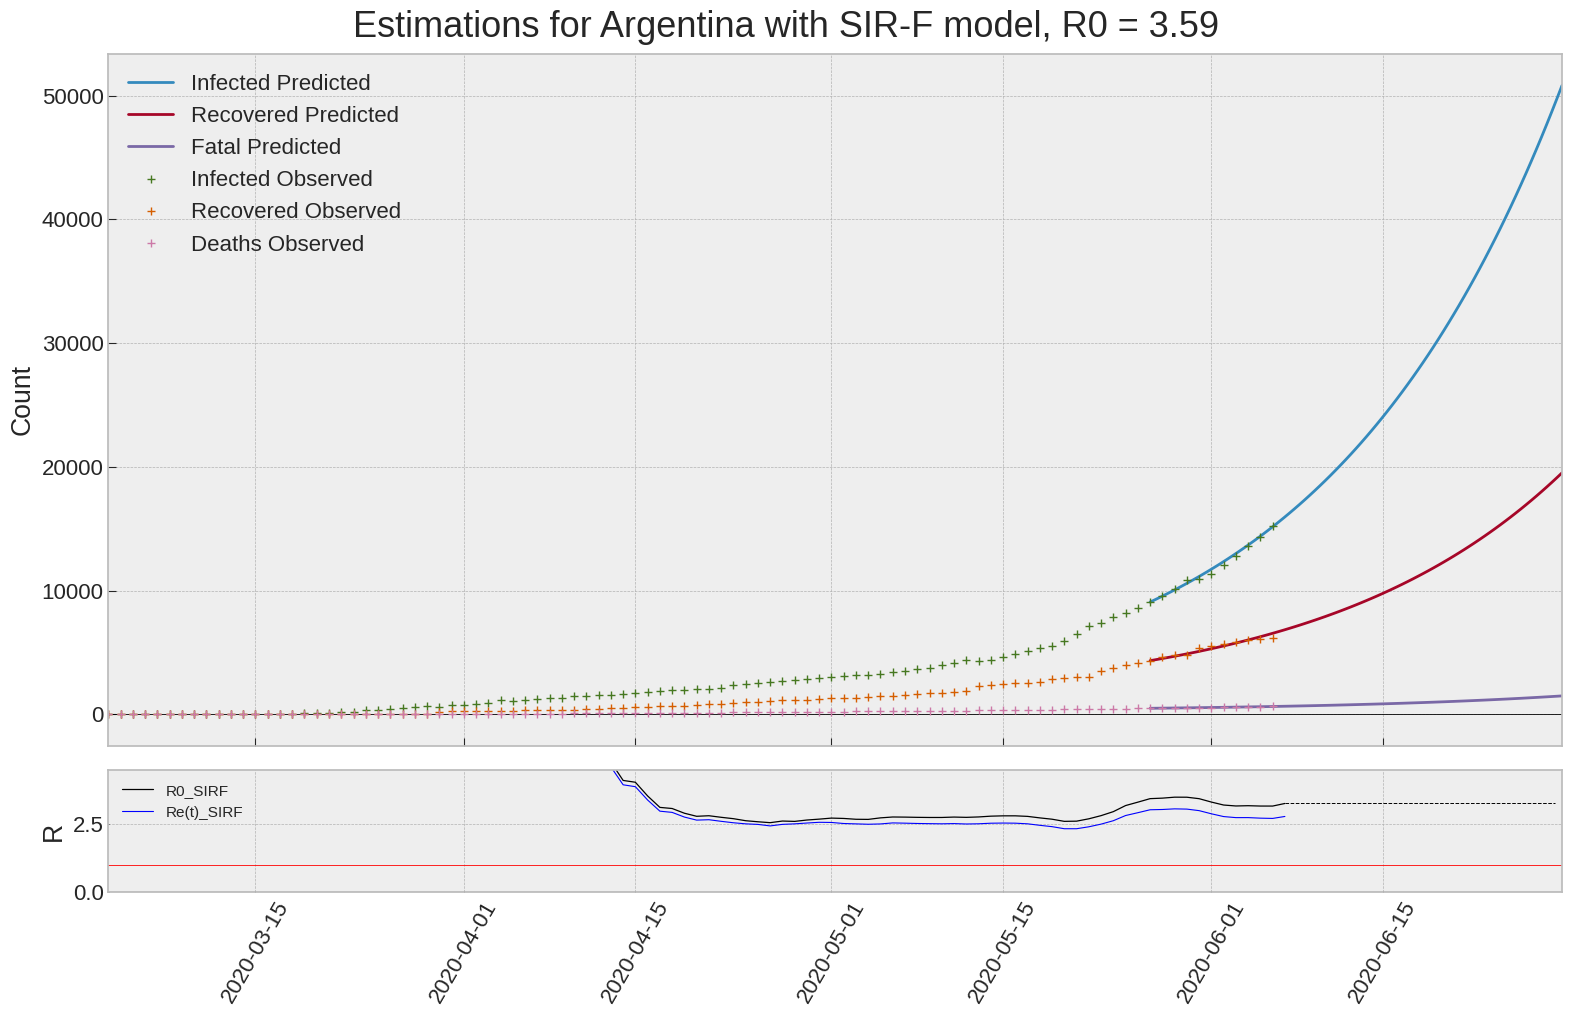 Estimations for Argentina with SIR-F model, R0 = 3.59
Infected Predicted
Recovered Predicted
Fatal Predicted
Infected Observed
Recovered Observed
Deaths Observed
50000
40000
30000
20000
10000
0
Count
R0_SIRF
Re(t)_SIRF
2.5
0.0
R
2020-03-15
2020-04-01
2020-04-15
2020-05-01
2020-05-15
2020-06-01
2020-06-15